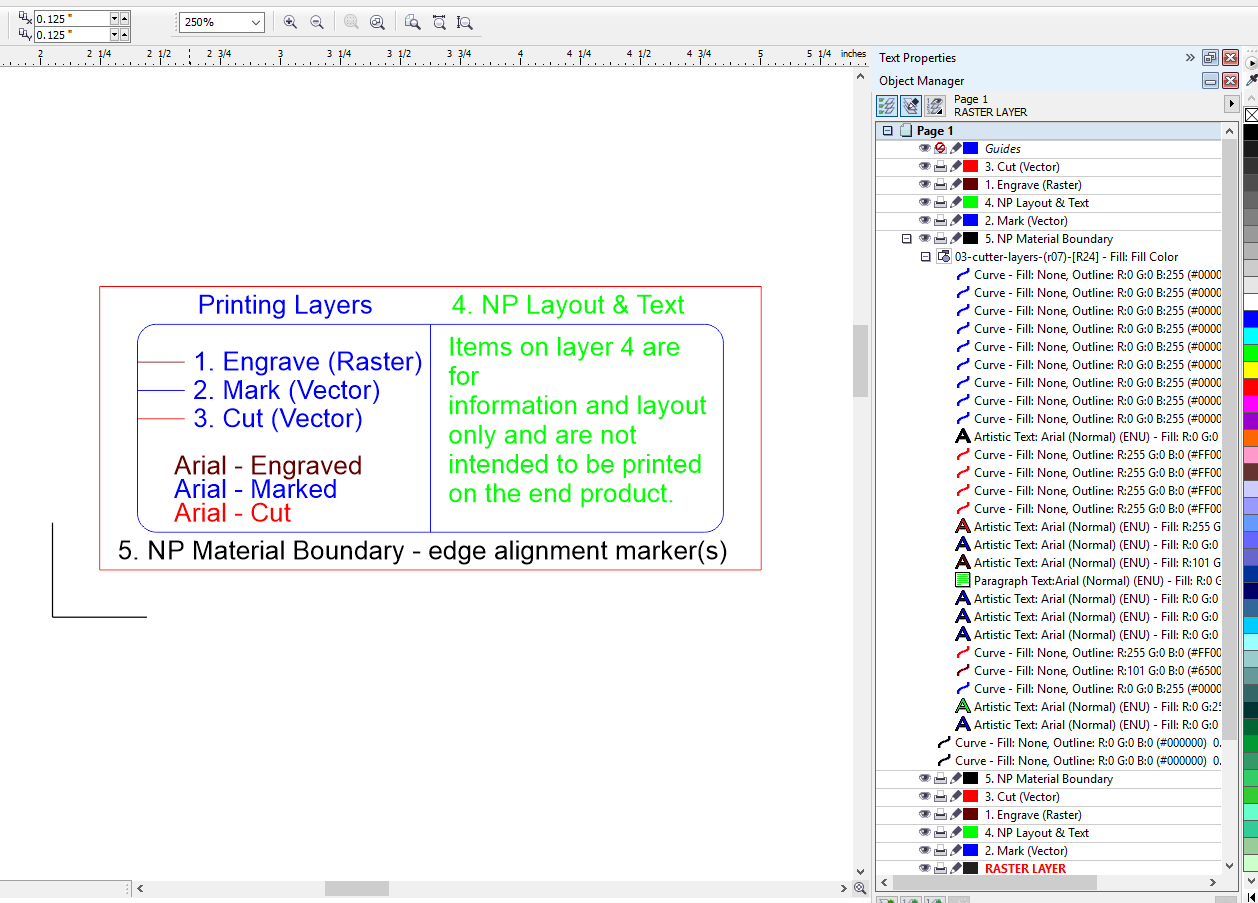 0.125 "
0.125 "
250%
2 2 1/4 2 1/2 2 3/4 3 3 1/4 3 1/2 3 3/4 4 4 1/4 4 1/2 4 3/4 5 5 1/4 inches
Printing Layers
1. Engrave (Raster)
2. Mark (Vector)
3. Cut (Vector)
Arial - Engraved
Arial - Marked
Arial - Cut
4. NP Layout & Text
Items on layer 4 are
for
information and layout
only and are not
intended to be printed
on the end product.
5. NP Material Boundary - edge alignment marker(s)
Text Properties
Object Manager
Page 1
RASTER LAYER
Page 1
Guides
3. Cut (Vector)
1. Engrave (Raster)
4. NP Layout & Text
2. Mark (Vector)
5. NP Material Boundary
03-cutter-layers-(r07)-[R24] - Fill: Fill Color
Curve - Fill: None, Outline: R:0 G:0 B:255 (#0000
Curve - Fill: None, Outline: R:0 G:0 B:255 (#0000
Curve - Fill: None, Outline: R:0 G:0 B:255 (#0000
Curve - Fill: None, Outline: R:0 G:0 B:255 (#0000
Curve - Fill: None, Outline: R:0 G:0 B:255 (#0000
Curve - Fill: None, Outline: R:0 G:0 B:255 (#0000
Curve - Fill: None, Outline: R:0 G:0 B:255 (#0000
Curve - Fill: None, Outline: R:0 G:0 B:255 (#0000
Curve - Fill: None, Outline: R:0 G:0 B:255 (#0000
Artistic Text: Arial (Normal) (ENU) - Fill: R:0 G:0
Curve - Fill: None, Outline: R:255 G:0 B:0 (#FF00
Curve - Fill: None, Outline: R:255 G:0 B:0 (#FF00
Curve - Fill: None, Outline: R:255 G:0 B:0 (#FF00
Curve - Fill: None, Outline: R:255 G:0 B:0 (#FF00
Artistic Text: Arial (Normal) (ENU) - Fill: R:255 G
Artistic Text: Arial (Normal) (ENU) - Fill: R:0 G:0
Artistic Text: Arial (Normal) (ENU) - Fill: R:101 G
Paragraph Text:Arial (Normal) (ENU) - Fill: R:0 G
Artistic Text: Arial (Normal) (ENU) - Fill: R:0 G:0
Artistic Text: Arial (Normal) (ENU) - Fill: R:0 G:0
Artistic Text: Arial (Normal) (ENU) - Fill: R:0 G:0
Curve - Fill: None, Outline: R:255 G:0 B:0 (#FF00
Curve - Fill: None, Outline: R:101 G:0 B:0 (#6500
Curve - Fill: None, Outline: R:0 G:0 B:255 (#0000
Artistic Text: Arial (Normal) (ENU) - Fill: R:0 G:25
Artistic Text: Arial (Normal) (ENU) - Fill: R:0 G:0
Curve - Fill: None, Outline: R:0 G:0 B:0 (#000000) 0.
Curve - Fill: None, Outline: R:0 G:0 B:0 (#000000) 0.
5. NP Material Boundary
3. Cut (Vector)
1. Engrave (Raster)
4. NP Layout & Text
2. Mark (Vector)
RASTER LAYER